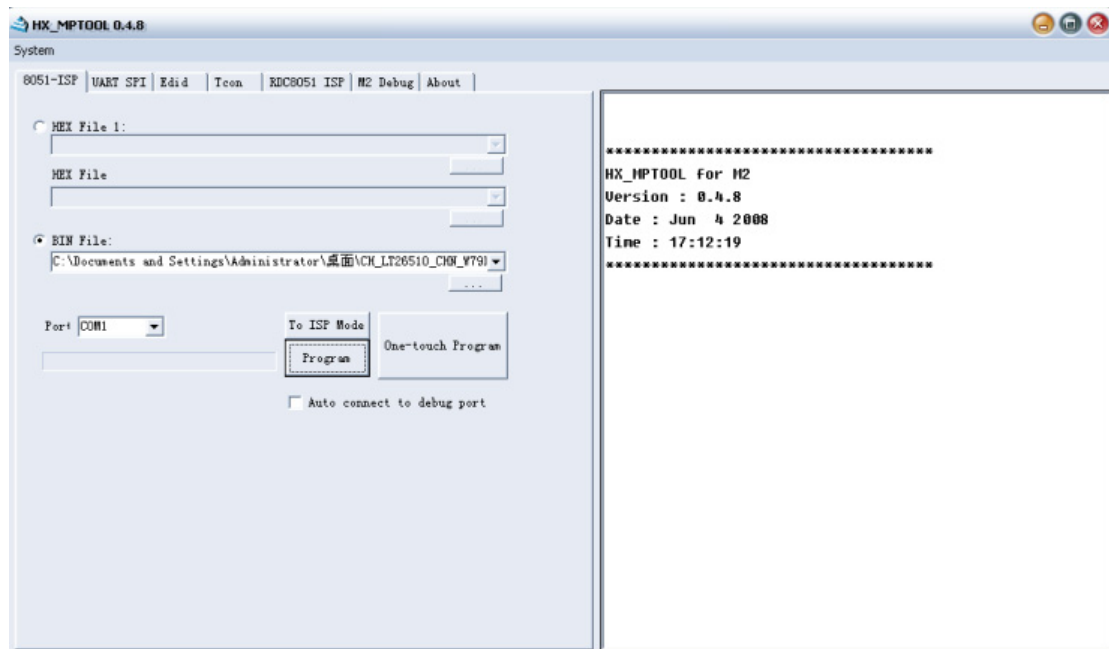 HX_MPTOOL 0.4.8
System
8051-ISP
UART SPI
Edid
Tcon
RDC8051 ISP
M2 Debug
About
HEX File 1:
HEX File
BIN File:
C:\Documents and Settings\Administrator\桌面\CH_LT26510_CHN_W79
...
Port
COM1
To ISP Mode
Program
One-touch Program
Auto connect to debug port
************************************
HX_MPTOOL for M2
Version : 0.4.8
Date : Jun 4 2008
Time : 17:12:19
************************************